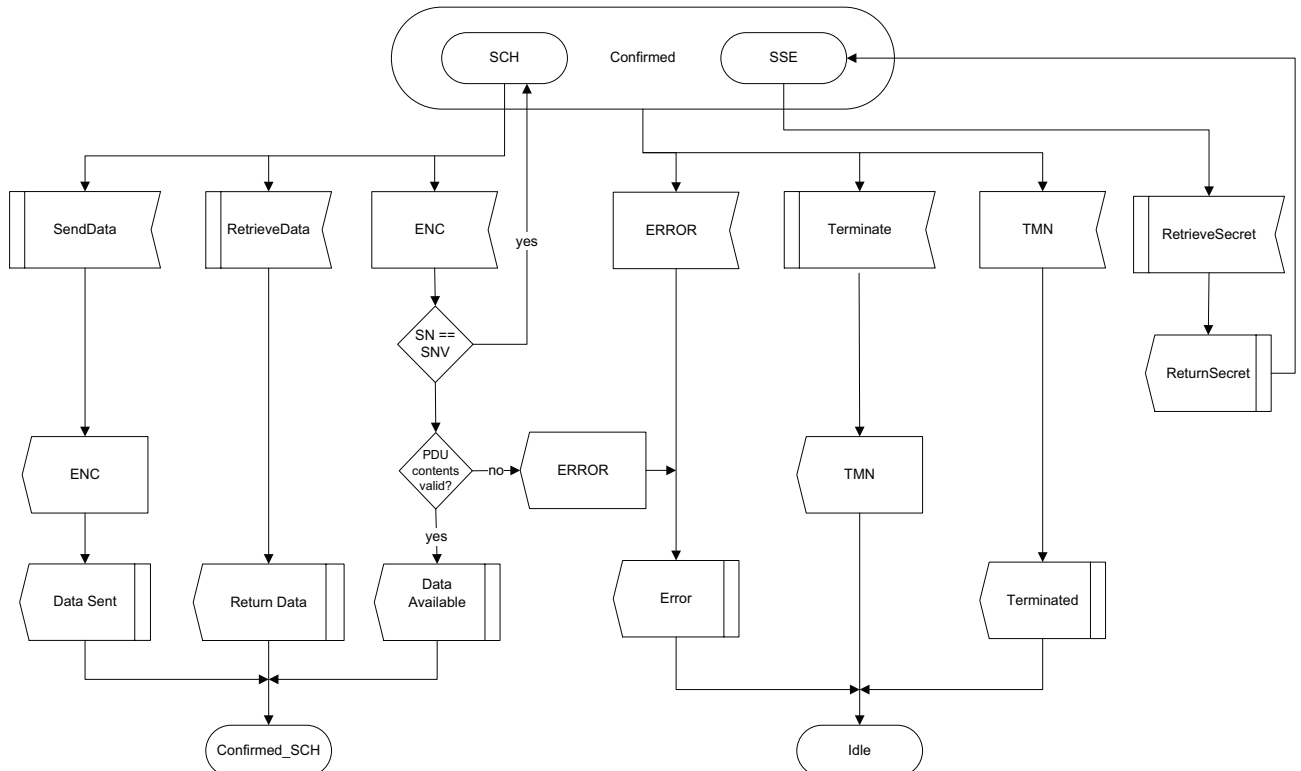 SCH
Confirmed
SSE
SendData
RetrieveData
ENC
yes
ERROR
Terminate
TMN
RetrieveSecret
SN ==
SNV
ReturnSecret
ENC
PDU
contents
valid?
no
ERROR
TMN
yes
Data Sent
Return Data
Data
Available
Error
Terminated
Confirmed_SCH
Idle